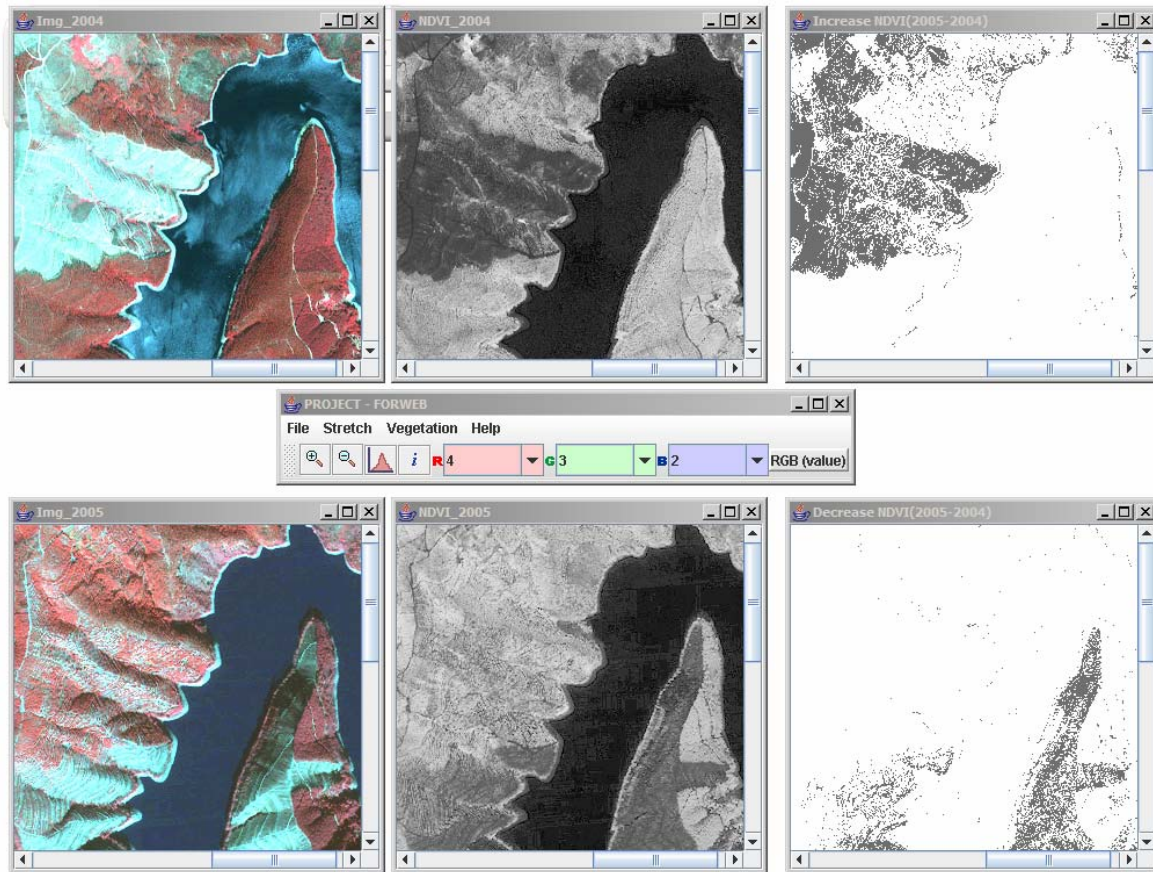 Img_2004
NDVI_2004
Increase NDVI(2005-2004)
PROJECT - FORWEB
File Stretch Vegetation Help
i R 4 G 3 B 2 RGB (value)
Img_2005
NDVI_2005
Decrease NDVI(2005-2004)